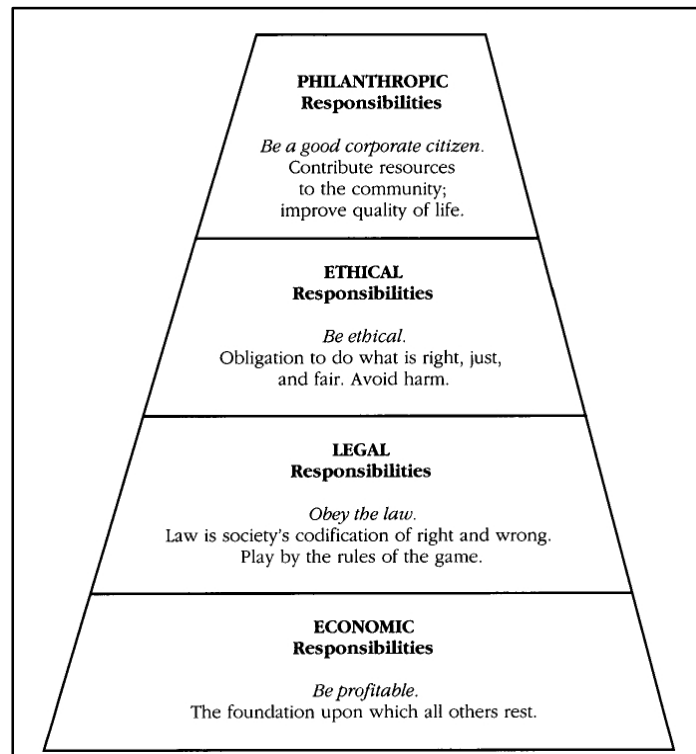 PHILANTHROPIC
Responsibilities
Be a good corporate citizen.
Contribute resources
to the community;
improve quality of life.
ETHICAL
Responsibilities
Be ethical.
Obligation to do what is right, just,
and fair. Avoid harm.
LEGAL
Responsibilities
Obey the law.
Law is society's codification of right and wrong.
Play by the rules of the game.
ECONOMIC
Responsibilities
Be profitable.
The foundation upon which all others rest.